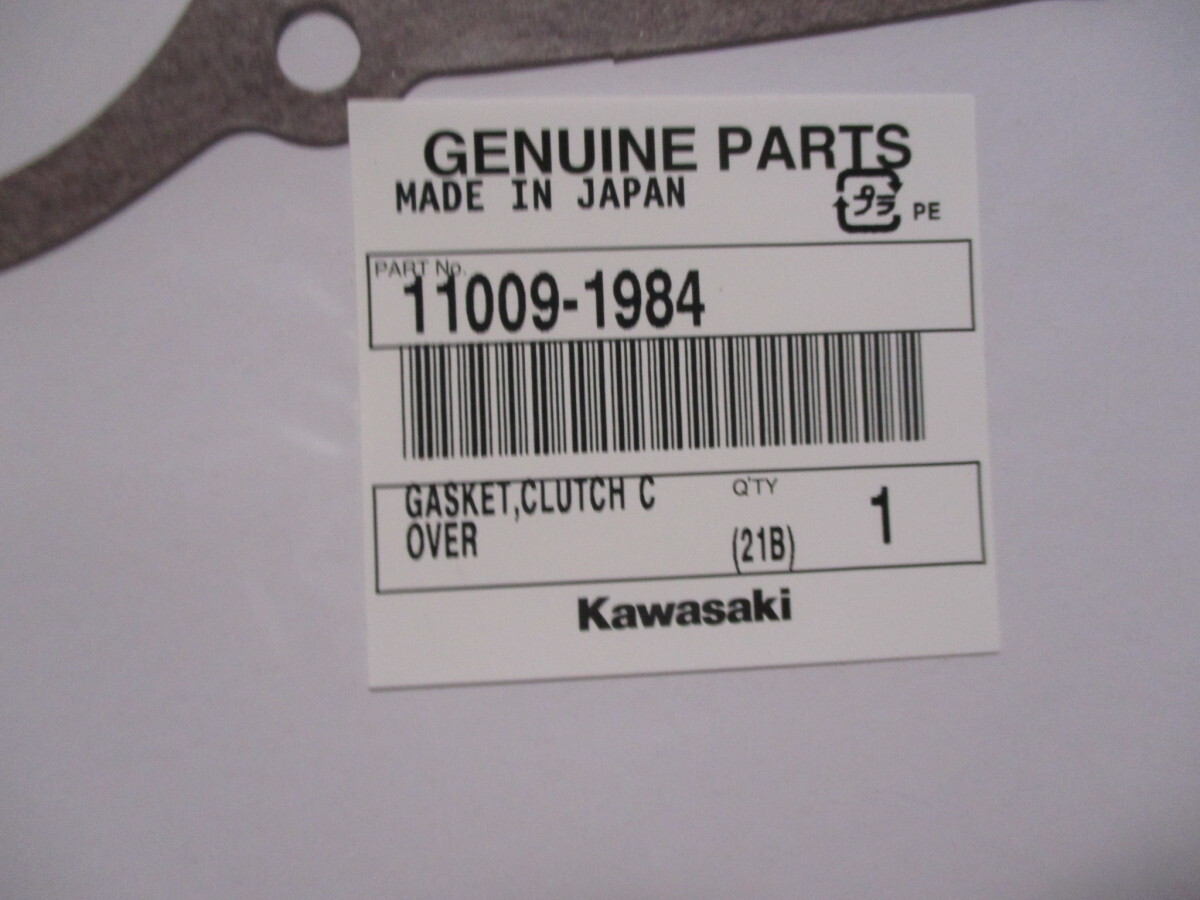 GENUINE PARTS
MADE IN JAPAN
プラ PE
PART No.
11009-1984
GASKET,CLUTCH C
OVER
Q'TY
(21B)
1
Kawasaki